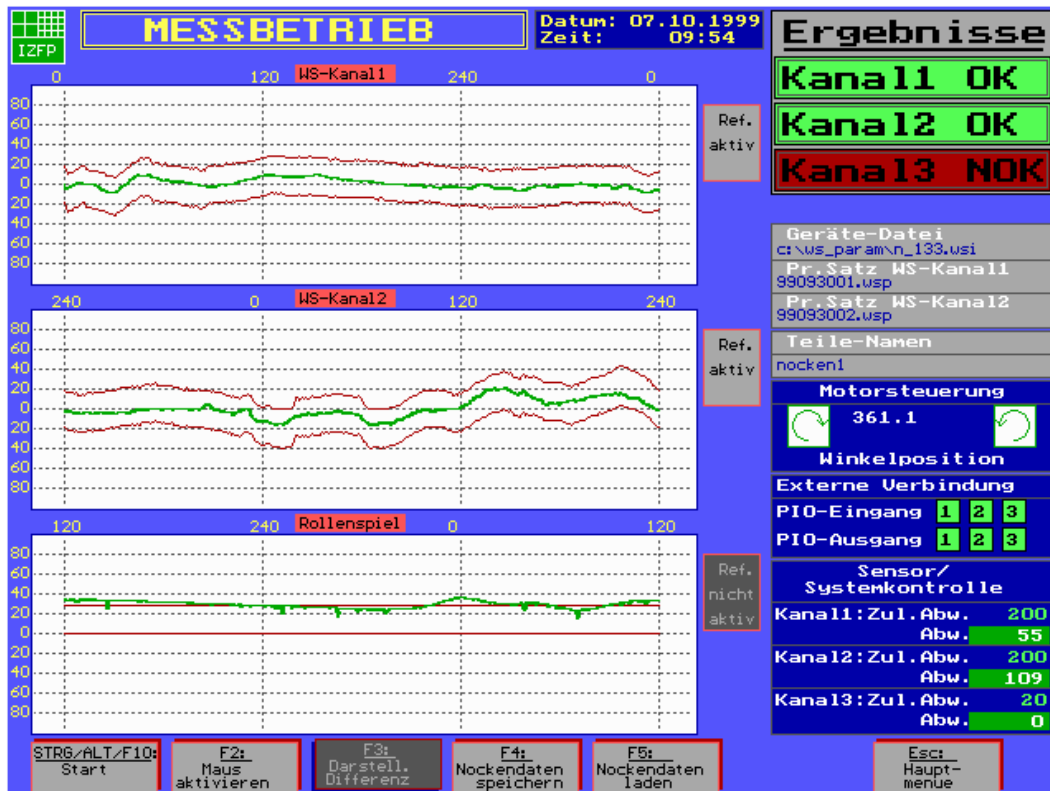 IZFP
MESSBETRIEB
Datum: 07.10.1999
Zeit: 09:54
0 120 WS-Kanal1 240 0
80
60
40
20
0
20
40
60
80
Ref.
aktiv
240 0 WS-Kanal2 120 240
80
60
40
20
0
20
40
60
80
Ref.
aktiv
120 240 Rollenspiel 0 120
80
60
40
20
0
20
40
60
80
Ref.
nicht
aktiv
Ergebnisse
Kanal1 OK
Kanal2 OK
Kanal3 NOK
Geräte-Datei
c:\ws_param\n_133.wsi
Pr.Satz WS-Kanal1
99093001.wsp
Pr.Satz WS-Kanal2
99093002.wsp
Teile-Namen
nocken1
Motorsteuerung
361.1
Winkelposition
Externe Verbindung
PIO-Eingang 1 2 3
PIO-Ausgang 1 2 3
Sensor/
Systemkontrolle
Kanal1:Zul.Abw. 200
Abw. 55
Kanal2:Zul.Abw. 200
Abw. 109
Kanal3:Zul.Abw. 20
Abw. 0
STRG/ALT/F10:
Start
F2:
Maus
aktivieren
F3:
Darstell.
Differenz
F4:
Nockendaten
speichern
F5:
Nockendaten
laden
Esc:
Haupt-
menue